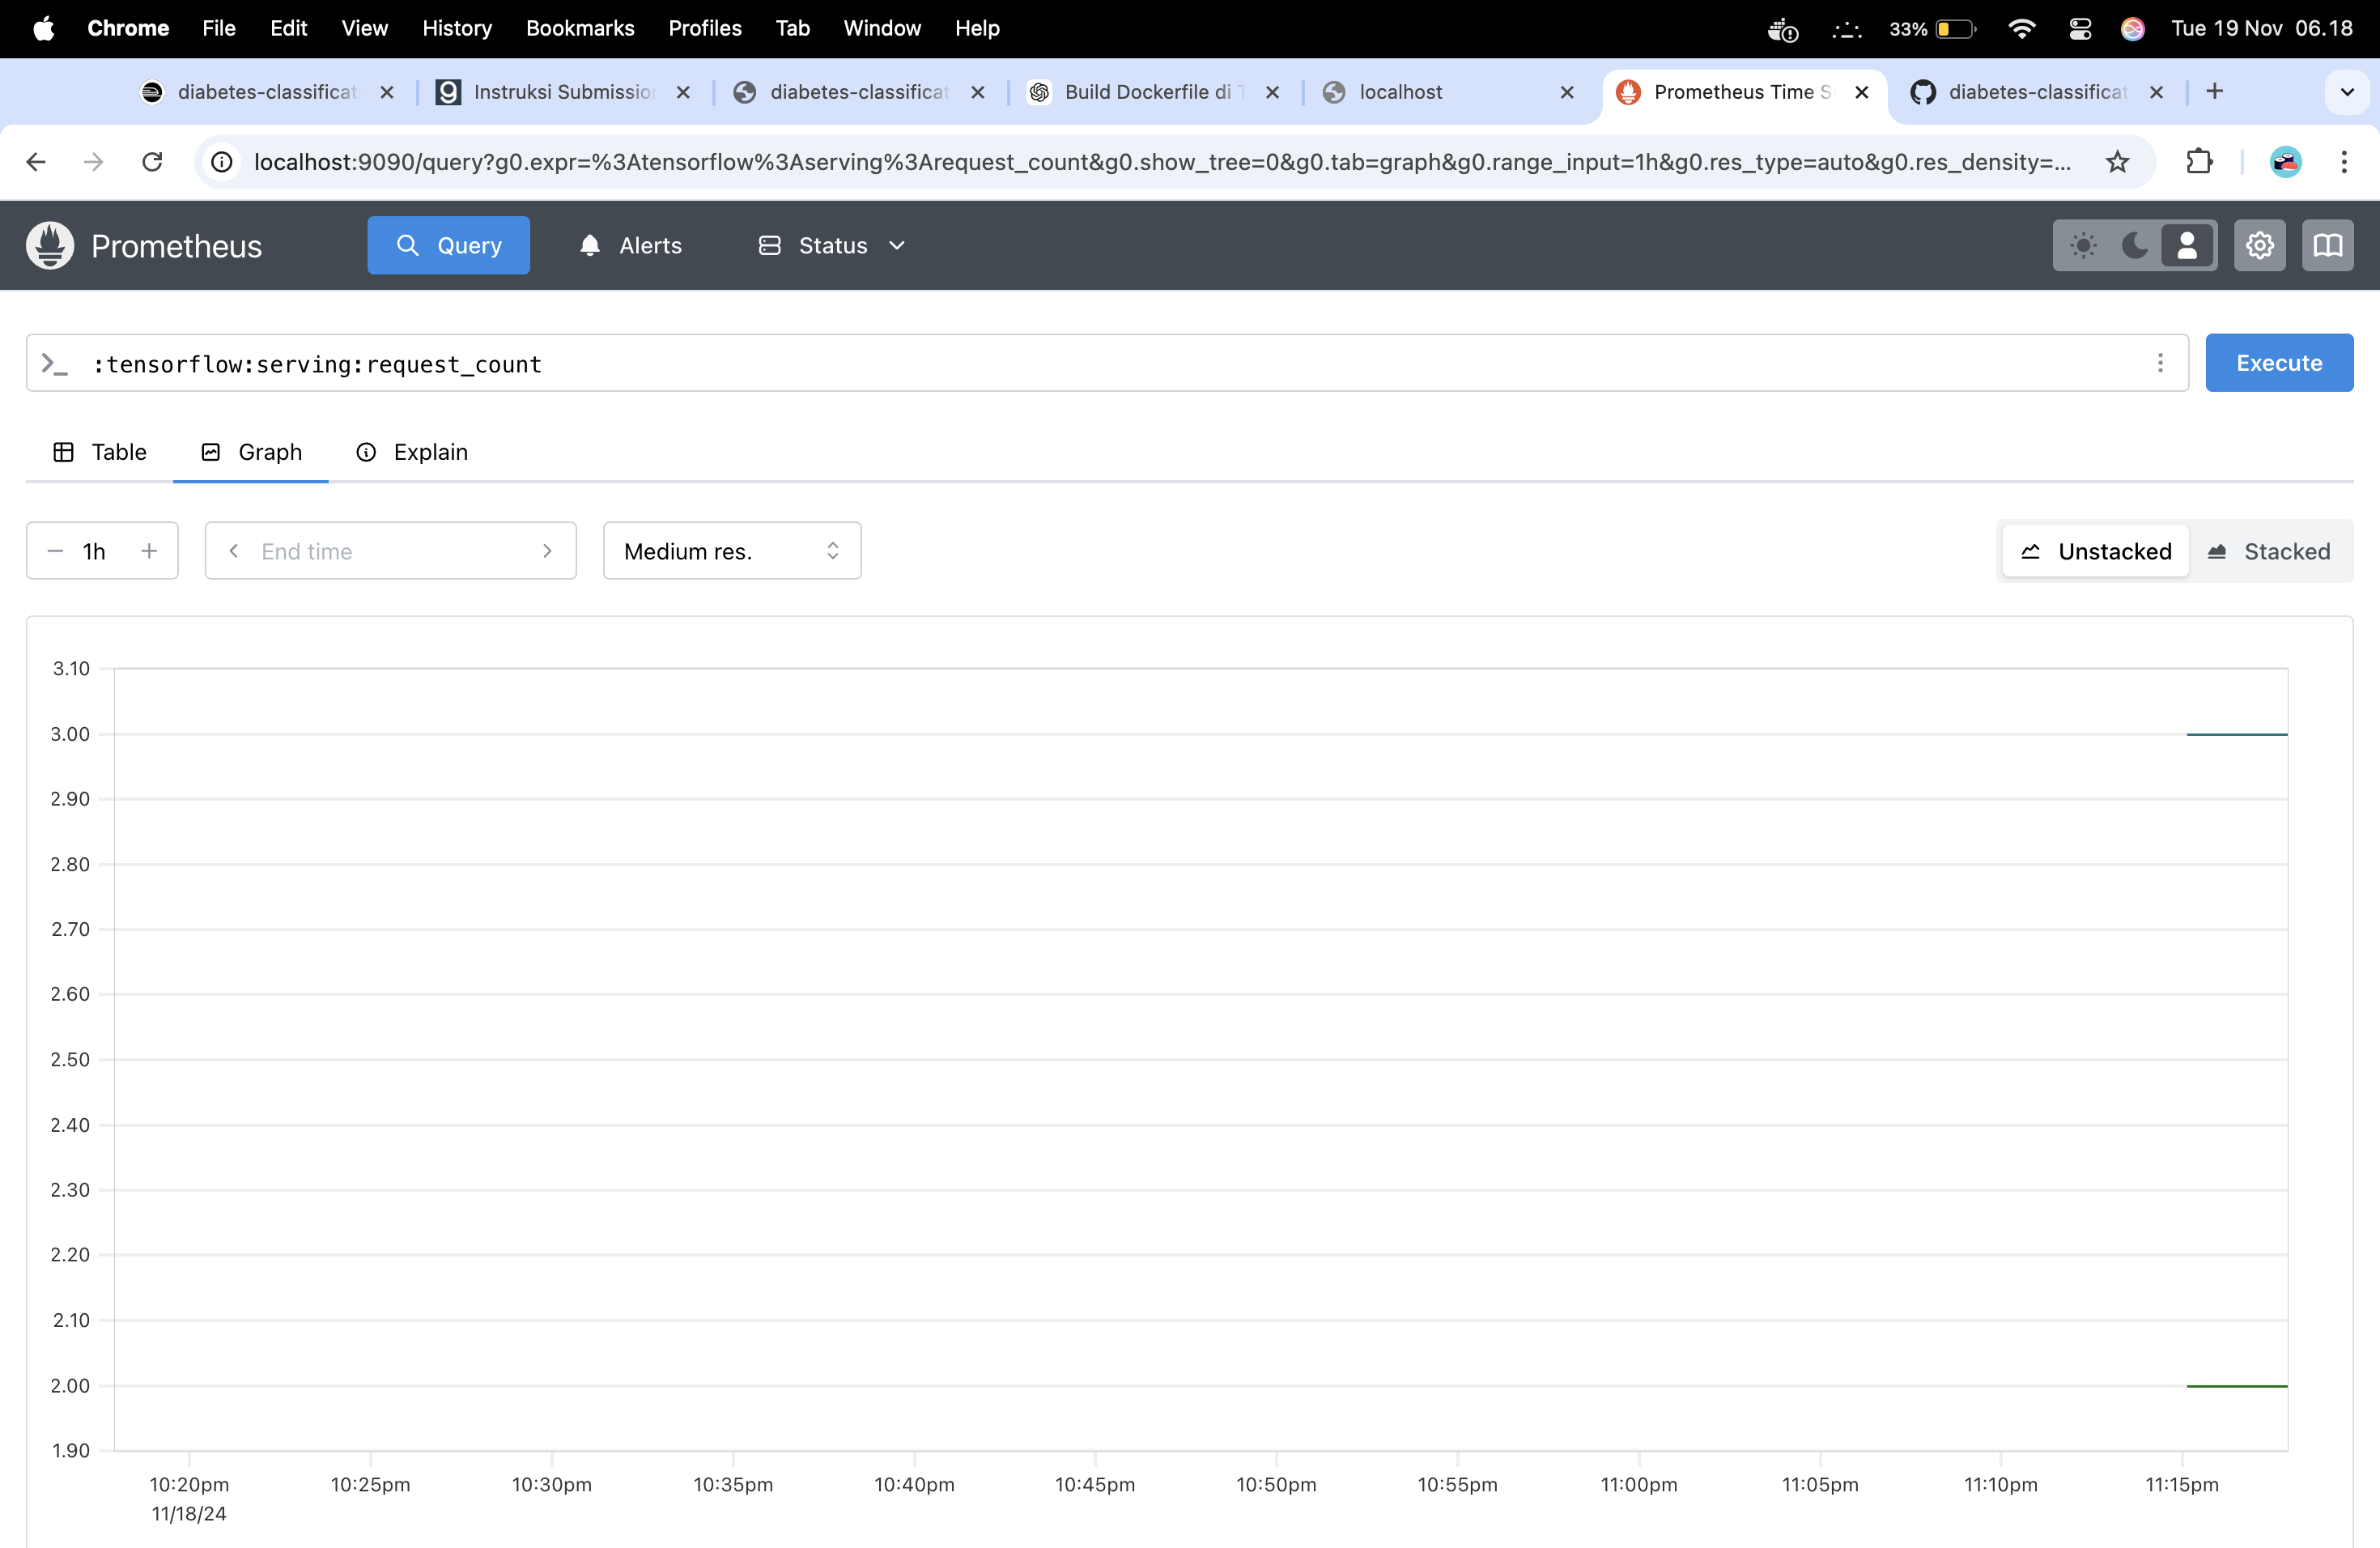 Chrome File Edit View History Bookmarks Profiles Tab Window Help 33% Tue 19 Nov 06.18
diabetes-classificat Instruksi Submission diabetes-classificat Build Dockerfile di T localhost Prometheus Time S diabetes-classificat
localhost:9090/query?g0.expr=%3Atensorflow%3Aserving%3Arequest_count&g0.show_tree=0&g0.tab=graph&g0.range_input=1h&g0.res_type=auto&g0.res_density=...
Prometheus Query Alerts Status
:tensorflow:serving:request_count Execute
Table Graph Explain
1h End time Medium res. Unstacked Stacked
3.10
3.00
2.90
2.80
2.70
2.60
2.50
2.40
2.30
2.20
2.10
2.00
1.90
10:20pm 10:25pm 10:30pm 10:35pm 10:40pm 10:45pm 10:50pm 10:55pm 11:00pm 11:05pm 11:10pm 11:15pm
11/18/24